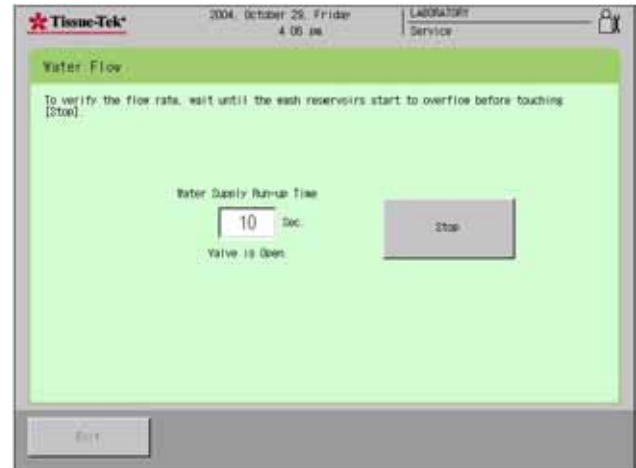 Tissue-Tek
2004, October 29, Friday
4 05 pm
LABORATORY
Service
Water Flow
To verify the flow rate, wait until the wash reservoirs start to overflow before touching
[Stop].
Water Supply Run-up Time
10 Sec.
Valve is Open.
Stop
Exit